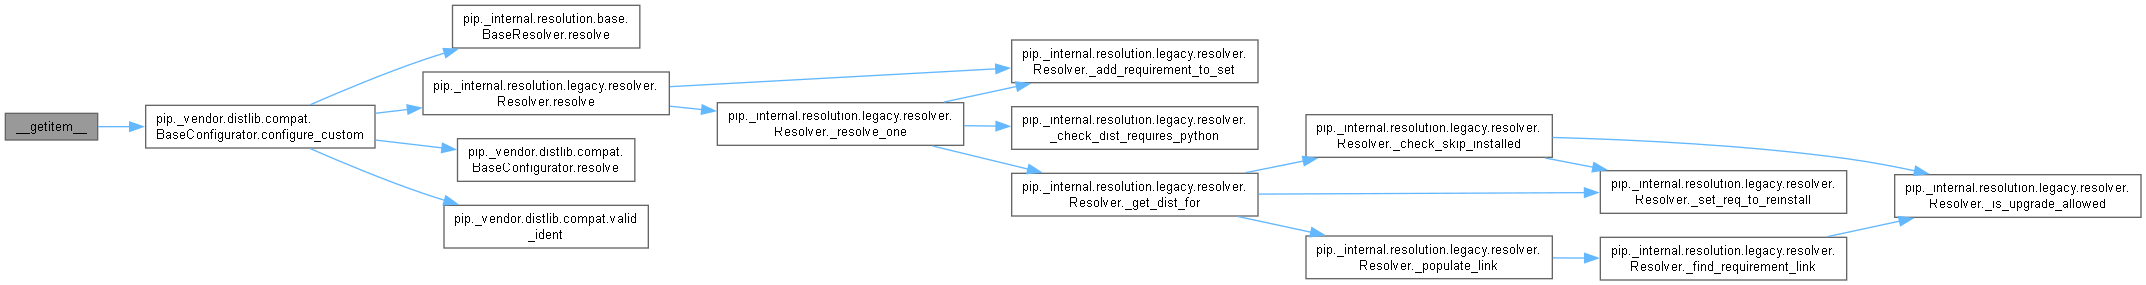 __getitem__
pip._vendor.distlib.compat.
BaseConfigurator.configure_custom
pip._internal.resolution.base.
BaseResolver.resolve
pip._internal.resolution.legacy.resolver.
Resolver.resolve
pip._vendor.distlib.compat.
BaseConfigurator.resolve
pip._vendor.distlib.compat.valid
_ident
pip._internal.resolution.legacy.resolver.
Resolver._resolve_one
pip._internal.resolution.legacy.resolver.
Resolver._add_requirement_to_set
pip._internal.resolution.legacy.resolver.
_check_dist_requires_python
pip._internal.resolution.legacy.resolver.
Resolver._get_dist_for
pip._internal.resolution.legacy.resolver.
Resolver._check_skip_installed
pip._internal.resolution.legacy.resolver.
Resolver._populate_link
pip._internal.resolution.legacy.resolver.
Resolver._set_req_to_reinstall
pip._internal.resolution.legacy.resolver.
Resolver._find_requirement_link
pip._internal.resolution.legacy.resolver.
Resolver._is_upgrade_allowed